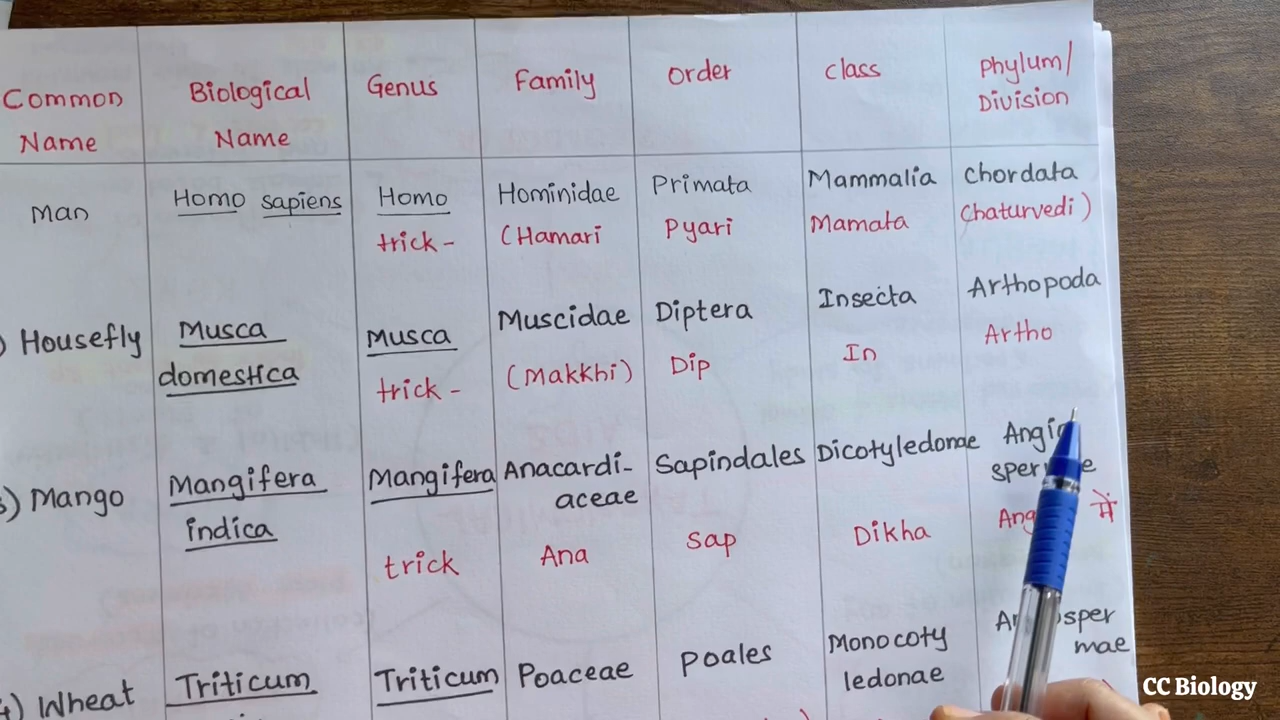 Common Name
Biological Name
Genus
Family
Order
Class
Phylum/ Division
Man
Homo sapiens
Homo
Hominidae
Primata
Mammalia
Chordata
trick -
(Hamari
Pyari
Mamata
Chaturvedi)
Housefly
Musca domestica
Musca
Muscidae
Diptera
Insecta
Arthopoda
trick -
(Makkhi)
Dip
In
Artho
) Mango
Mangifera indica
Mangifera
Anacardi-
aceae
Sapindales
Dicotyledonae
trick
Ana
Sap
Dikha
में
) Wheat
Triticum
Triticum
Poaceae
Poales
Monocoty
ledonae
mae
CC Biology